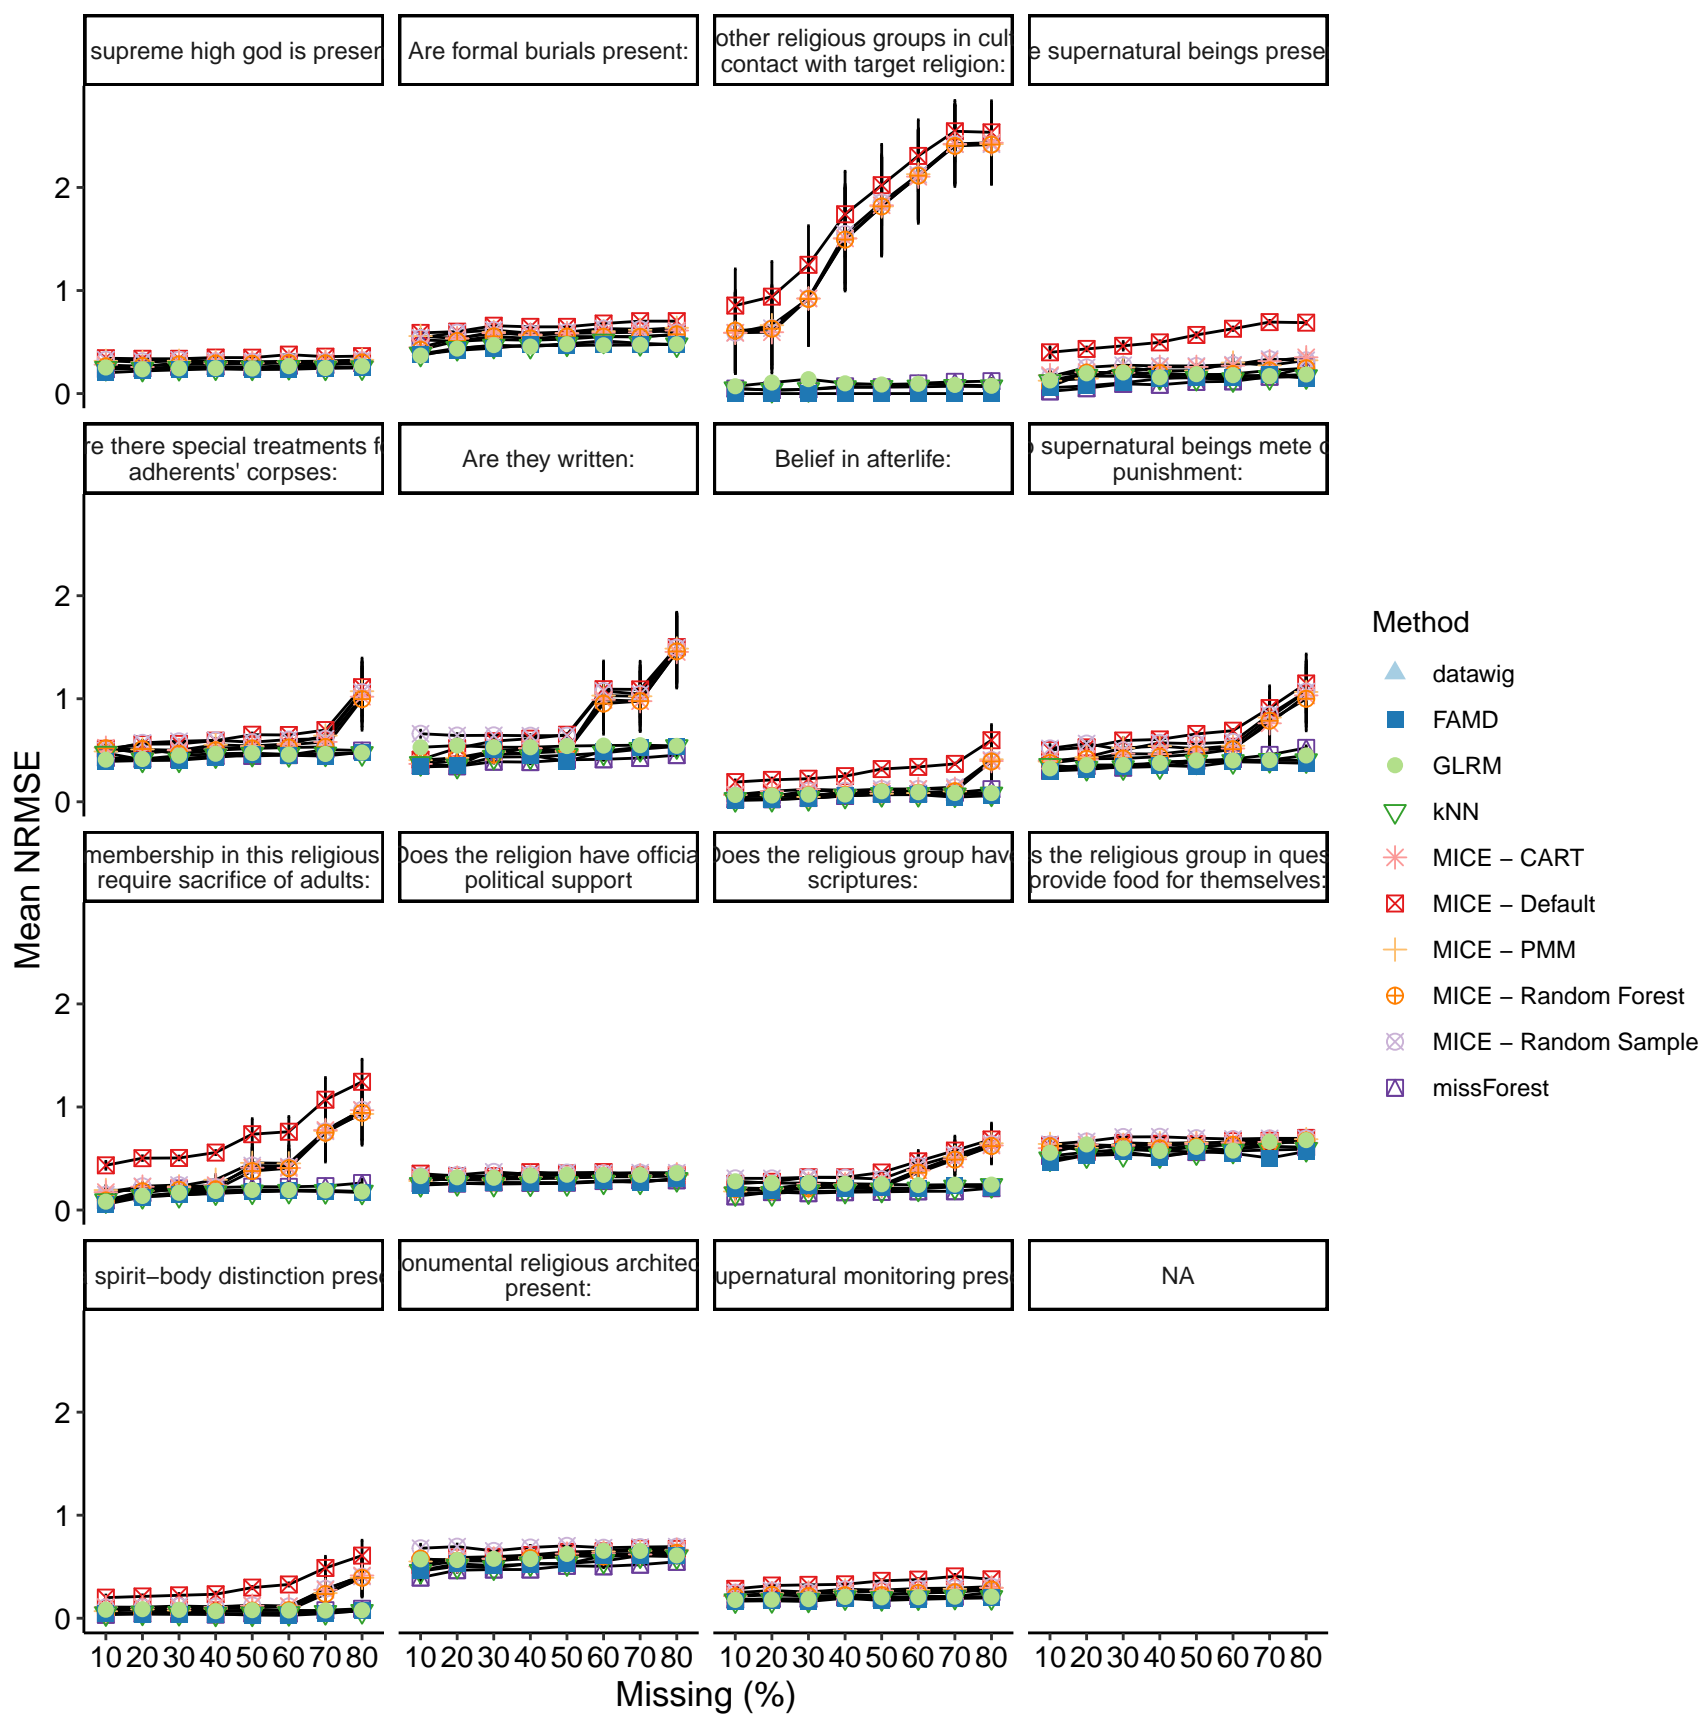 supreme high god is presen
Are formal burials present:
other religious groups in cul
contact with target religion:
e supernatural beings prese
2
1
0
re there special treatments f
adherents' corpses:
Are they written:
Belief in afterlife:
supernatural beings mete
punishment:
2
1
0
membership in this religious
require sacrifice of adults:
Does the religion have officia
political support
Does the religious group hav
scriptures:
s the religious group in ques
provide food for themselves:
2
1
0
spirit−body distinction pres
onumental religious architec
present:
upernatural monitoring pres
NA
2
1
0
10 20 30 40 50 60 70 80
10 20 30 40 50 60 70 80
10 20 30 40 50 60 70 80
10 20 30 40 50 60 70 80
Missing (%)
Mean NRMSE
Method
datawig
FAMD
GLRM
kNN
MICE − CART
MICE − Default
MICE − PMM
MICE − Random Forest
MICE − Random Sample
missForest